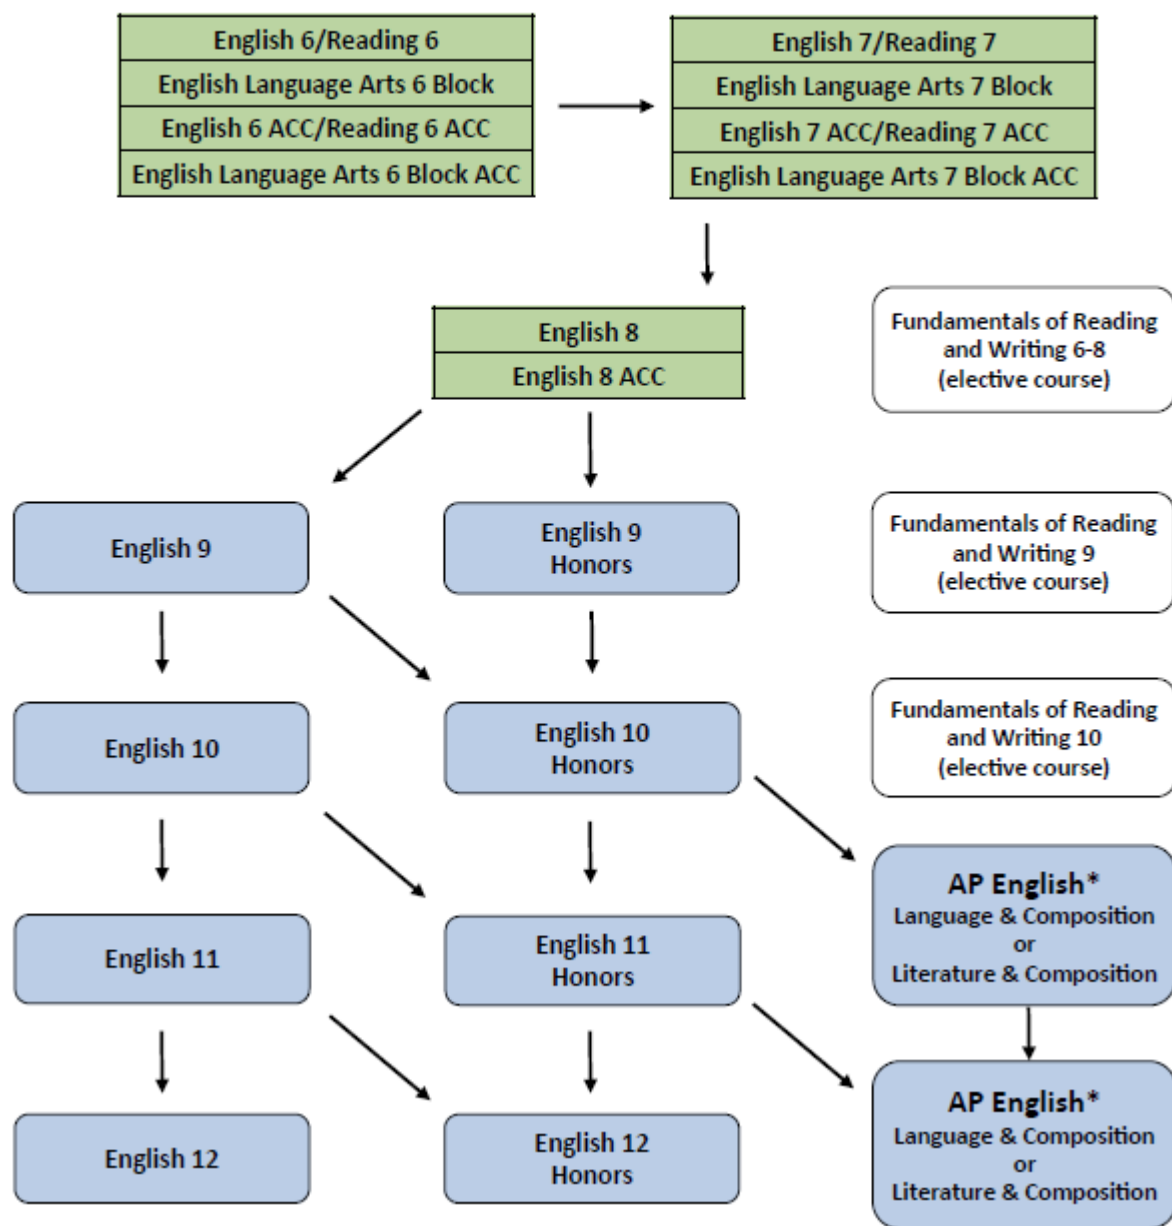 English 6/Reading 6
English Language Arts 6 Block
English 6 ACC/Reading 6 ACC
English Language Arts 6 Block ACC
English 7/Reading 7
English Language Arts 7 Block
English 7 ACC/Reading 7 ACC
English Language Arts 7 Block ACC
English 8
English 8 ACC
Fundamentals of Reading
and Writing 6-8
(elective course)
English 9
English 9
Honors
Fundamentals of Reading
and Writing 9
(elective course)
English 10
English 10
Honors
Fundamentals of Reading
and Writing 10
(elective course)
English 11
English 11
Honors
AP English*
Language & Composition
or
Literature & Composition
English 12
English 12
Honors
AP English*
Language & Composition
or
Literature & Composition